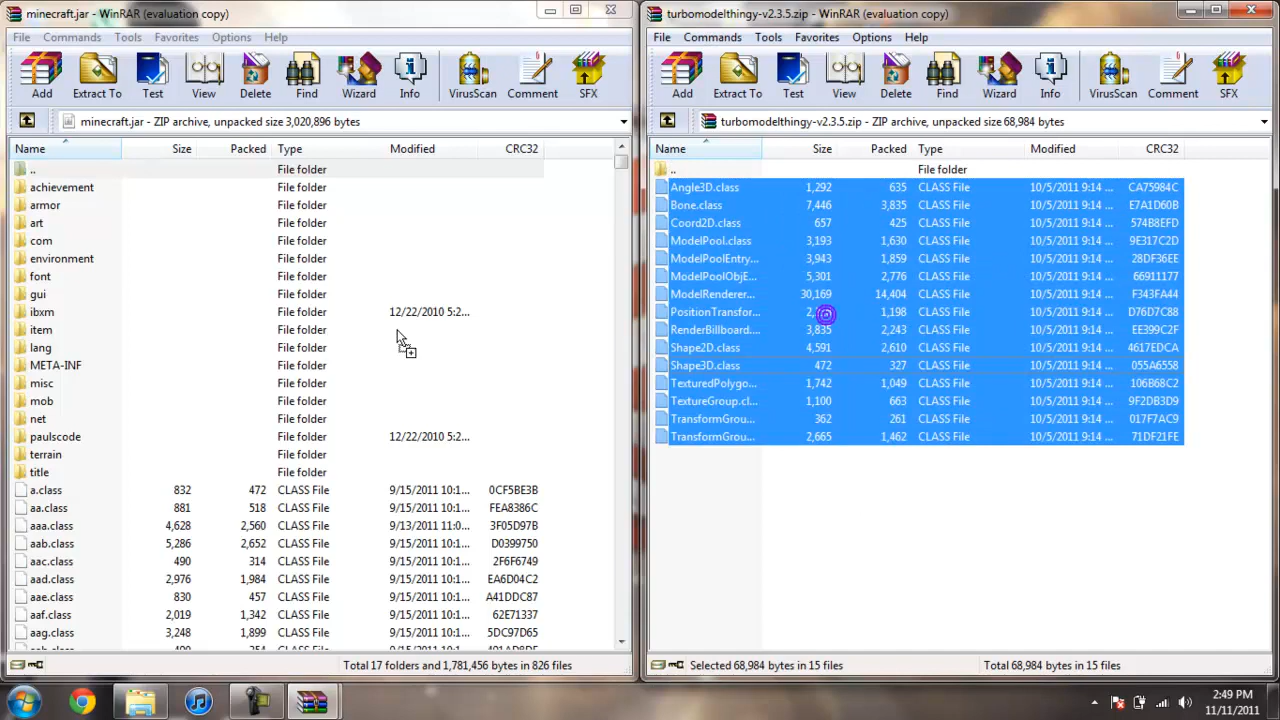 minecraft.jar - WinRAR (evaluation copy)
File Commands Tools Favorites Options Help
Add Extract To Test View Delete Find Wizard Info VirusScan Comment SFX
minecraft.jar - ZIP archive, unpacked size 3,020,896 bytes
Name Size Packed Type Modified CRC32
.. File folder
achievement File folder
armor File folder
art File folder
com File folder
environment File folder
font File folder
gui File folder
ibxm File folder 12/22/2010 5:2...
item File folder
lang File folder
META-INF File folder
misc File folder
mob File folder
net File folder
paulscode File folder 12/22/2010 5:2...
terrain File folder
title File folder
a.class 832 472 CLASS File 9/15/2011 10:1... 0CF5BE3B
aa.class 881 518 CLASS File 9/15/2011 10:1... FEA8386C
aaa.class 4,628 2,560 CLASS File 9/13/2011 11:0... 3F05D97B
aab.class 5,286 2,652 CLASS File 9/15/2011 10:1... D0399750
aac.class 490 314 CLASS File 9/15/2011 10:1... 2F6F6749
aad.class 2,976 1,984 CLASS File 9/15/2011 10:1... EA6D04C2
aae.class 830 457 CLASS File 9/15/2011 10:1... A41DDC87
aaf.class 2,019 1,342 CLASS File 9/15/2011 10:1... 62E71337
aag.class 3,248 1,899 CLASS File 9/15/2011 10:1... 5DC97D65
Total 17 folders and 1,781,456 bytes in 826 files
turbomodelthingy-v2.3.5.zip - WinRAR (evaluation copy)
File Commands Tools Favorites Options Help
Add Extract To Test View Delete Find Wizard Info VirusScan Comment SFX
turbomodelthingy-v2.3.5.zip - ZIP archive, unpacked size 68,984 bytes
Name Size Packed Type Modified CRC32
.. File folder
Angle3D.class 1,292 635 CLASS File 10/5/2011 9:14 ... CA75984C
Bone.class 7,446 3,835 CLASS File 10/5/2011 9:14 ... E7A1D60B
Coord2D.class 657 425 CLASS File 10/5/2011 9:14 ... 574B8EFD
ModelPool.class 3,193 1,630 CLASS File 10/5/2011 9:14 ... 9E317C2D
ModelPoolEntry... 3,943 1,859 CLASS File 10/5/2011 9:14 ... 28DF36EE
ModelPoolObjE... 5,301 2,776 CLASS File 10/5/2011 9:14 ... 66911177
ModelRenderer... 30,169 14,404 CLASS File 10/5/2011 9:14 ... F343FA44
PositionTransfor... 1,198 CLASS File 10/5/2011 9:14 ... D76D7C88
RenderBillboard.... 3,835 2,243 CLASS File 10/5/2011 9:14 ... EE399C2F
Shape2D.class 4,591 2,610 CLASS File 10/5/2011 9:14 ... 4617EDCA
Shape3D.class 472 327 CLASS File 10/5/2011 9:14 ... 055A6558
TexturedPolygo... 1,742 1,049 CLASS File 10/5/2011 9:14 ... 106B68C2
TextureGroup.cl... 1,100 663 CLASS File 10/5/2011 9:14 ... 9F2DB3D9
TransformGrou... 362 261 CLASS File 10/5/2011 9:14 ... 017F7AC9
TransformGrou... 2,665 1,462 CLASS File 10/5/2011 9:14 ... 71DF21FE
Selected 68,984 bytes in 15 files Total 68,984 bytes in 15 files
2:49 PM
11/11/2011